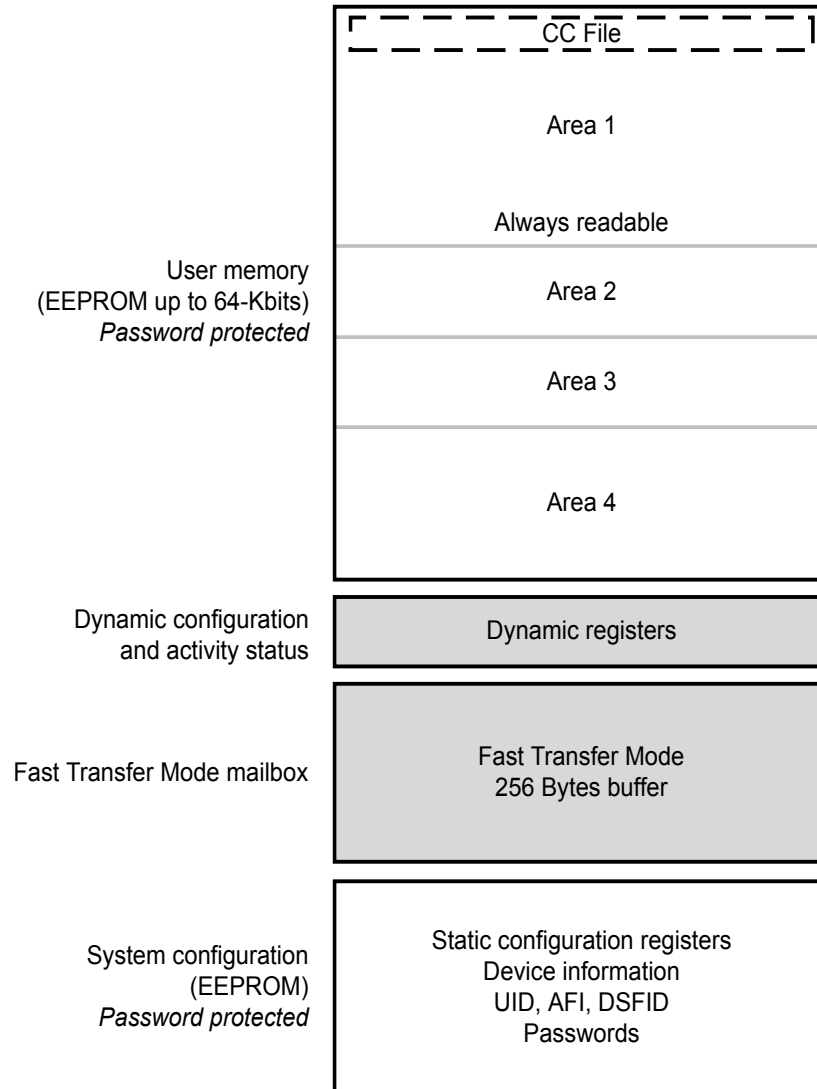 CC File
Area 1
Always readable
User memory
(EEPROM up to 64-Kbits)
Password protected
Area 2
Area 3
Area 4
Dynamic configuration
and activity status
Dynamic registers
Fast Transfer Mode mailbox
Fast Transfer Mode
256 Bytes buffer
System configuration
(EEPROM)
Password protected
Static configuration registers
Device information
UID, AFI, DSFID
Passwords